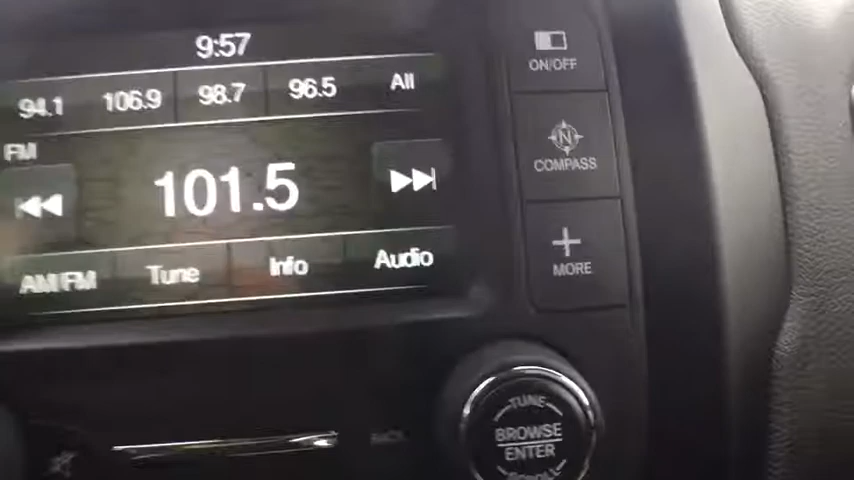 9:57
94.1 106.9 98.7 96.5 All
FM
101.5
AM/FM Tune Info Audio
ON/OFF
N
COMPASS
+
MORE
TUNE
BROWSE
ENTER
SCROLL